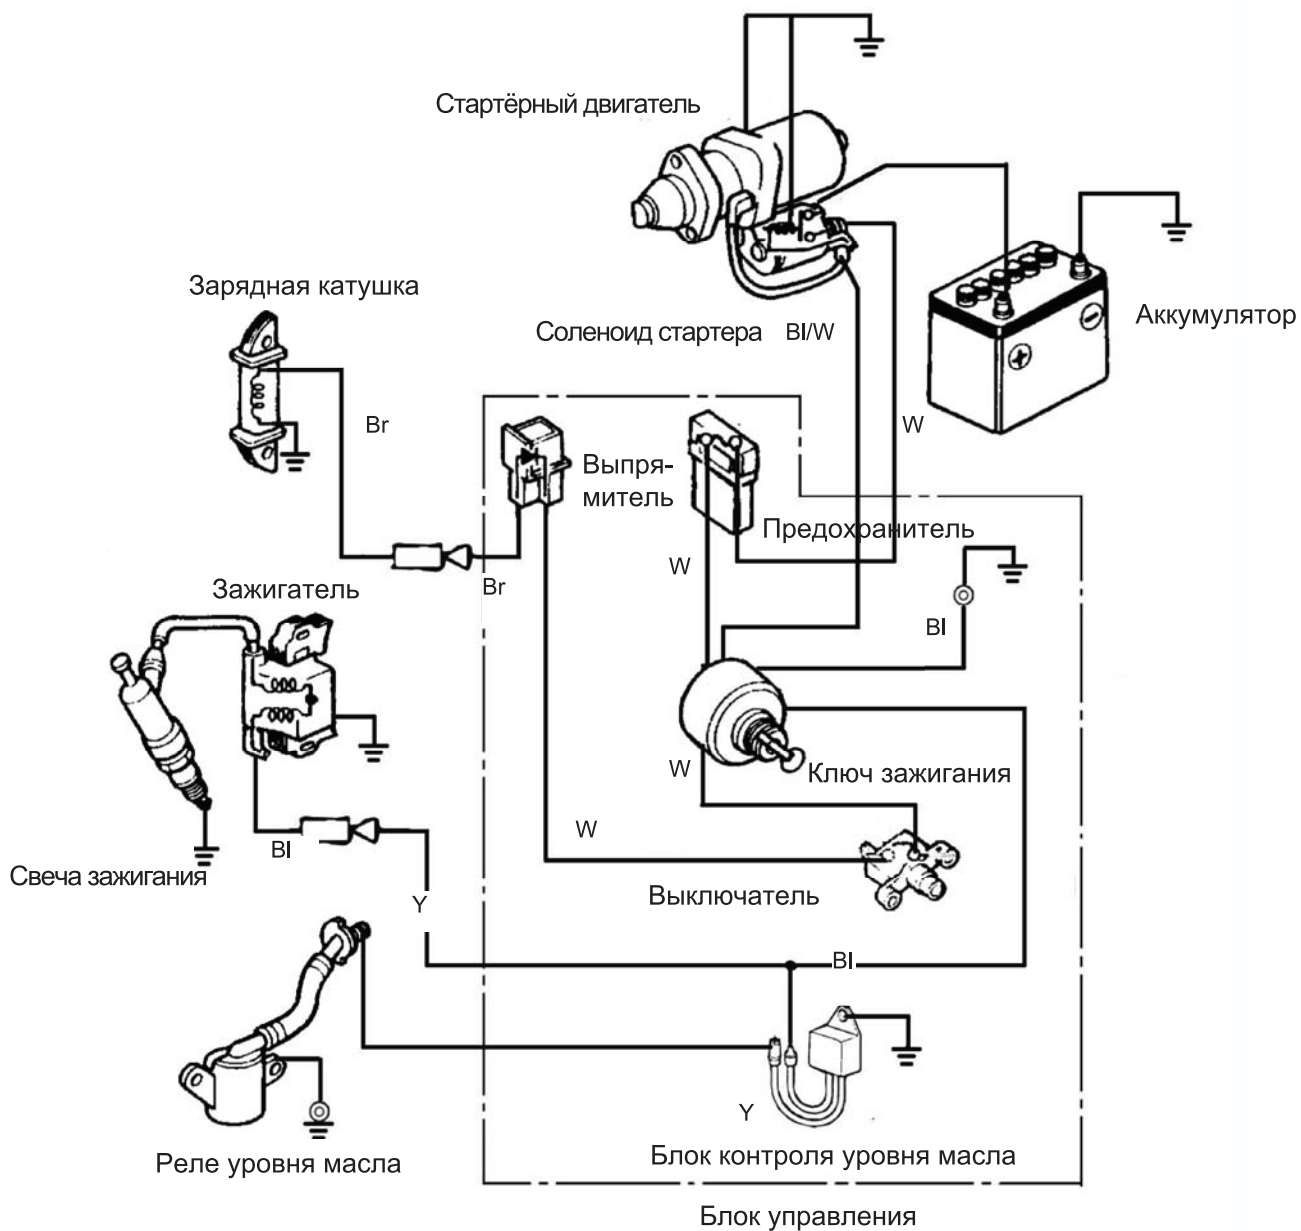 Стартёрный двигатель
Зарядная катушка
Аккумулятор
Соленоид стартера
Bl/W
Br
W
Выпря-
митель
Предохранитель
W
Br
Зажигатель
Bl
W
Ключ зажигания
W
Bl
Свеча зажигания
Выключатель
Y
Bl
Y
Реле уровня масла
Блок контроля уровня масла
Блок управления